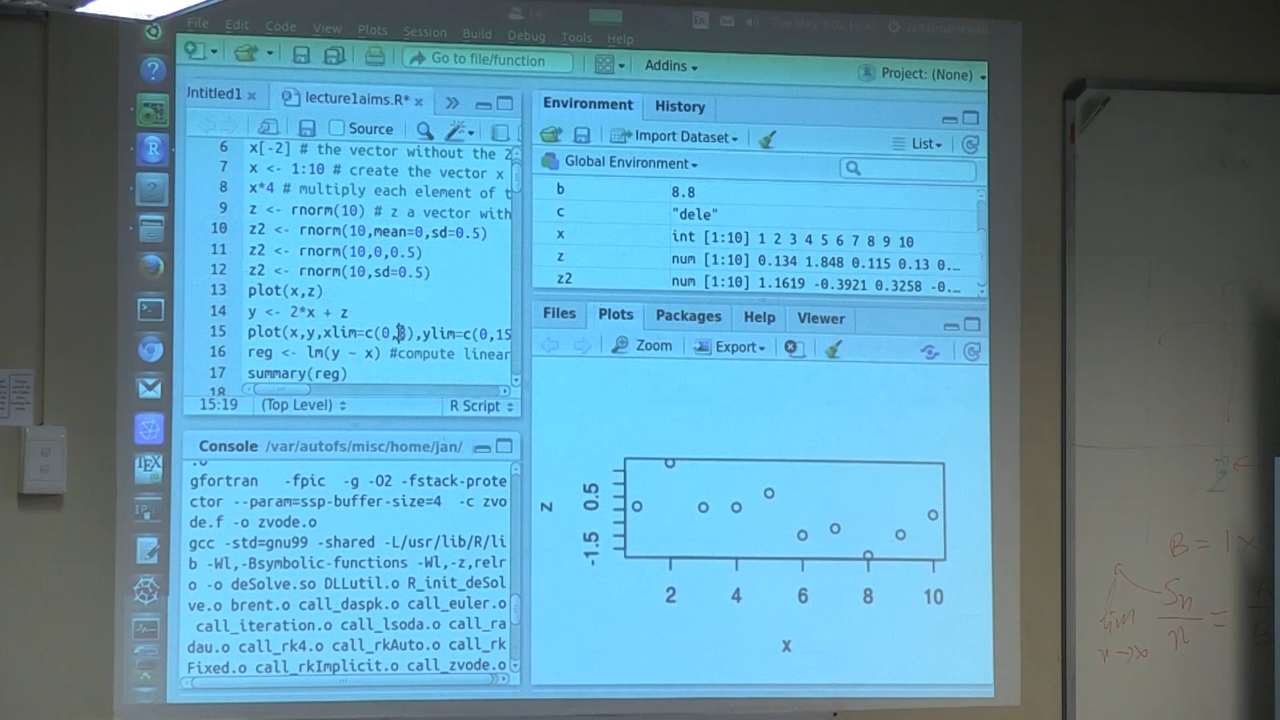 File Edit Code View Plots Session Build Debug Tools Help
Go to file/function
Addins
Project: (None)
Untitled1
lecture1aims.R*
Source
6 x[-2] # the vector without the 2
7 x <- 1:10 # create the vector x
8 x*4 # multiply each element of t
9 z <- rnorm(10) # z a vector with
10 z2 <- rnorm(10,mean=0,sd=0.5)
11 z2 <- rnorm(10,0,0.5)
12 z2 <- rnorm(10,sd=0.5)
13 plot(x,z)
14 y <- 2*x + z
15 plot(x,y,xlim=c(0,8),ylim=c(0,15
16 reg <- lm(y ~ x) #compute linear
17 summary(reg)
18
15:19 (Top Level) R Script
Console /var/autofs/misc/home/jan/
gfortran -fpic -g -O2 -fstack-prote
ctor --param=ssp-buffer-size=4 -c zvo
de.f -o zvode.o
gcc -std=gnu99 -shared -L/usr/lib/R/li
b -Wl,-Bsymbolic-functions -Wl,-z,relr
o -o deSolve.so DLLutil.o R_init_deSol
ve.o brent.o call_daspk.o call_euler.o
call_iteration.o call_lsoda.o call_ra
dau.o call_rk4.o call_rkAuto.o call_rk
Fixed.o call_rkImplicit.o call_zvode.o
Environment History
Import Dataset
List
Global Environment
b 8.8
c "dele"
x int [1:10] 1 2 3 4 5 6 7 8 9 10
z num [1:10] 0.134 1.848 0.115 0.13 0...
z2 num [1:10] 1.1619 -0.3921 0.3258 -0...
Files Plots Packages Help Viewer
Zoom Export
z
0.5
-1.5
2 4 6 8 10
x
B = 1 x
lim Sn/n =
n→∞